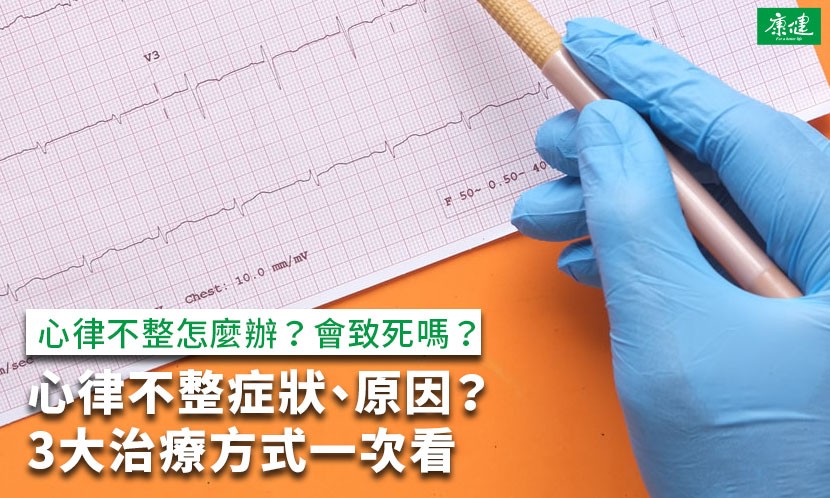 康健
For a better life
V3
F 50~ 0.50~ 40
Chest: 10.0 mm/mV
m/sec
心律不整怎麼辦？會致死嗎？
心律不整症狀、原因？
3大治療方式一次看